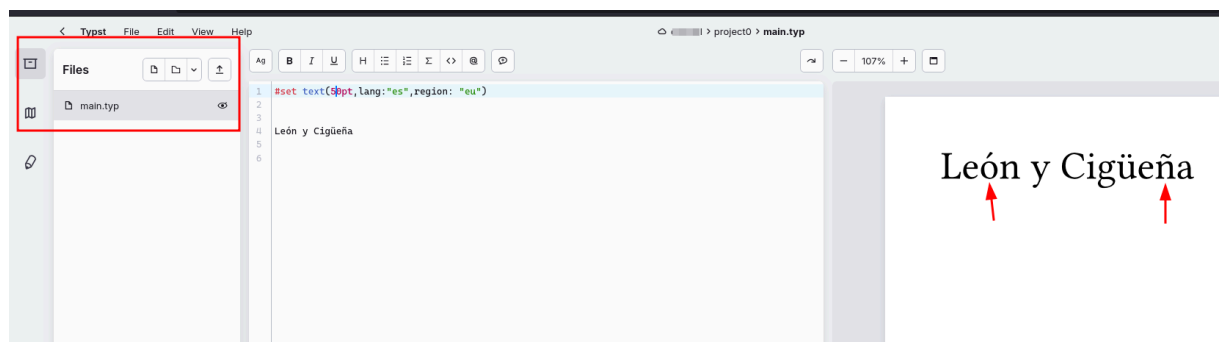 Typst File Edit View Help
project0 > main.typ
Files
Ag B I U H Σ <> @
107%
main.typ
1 #set text(50pt,lang:"es",region: "eu")
2
3
4 León y Cigüeña
5
6
León y Cigüeña